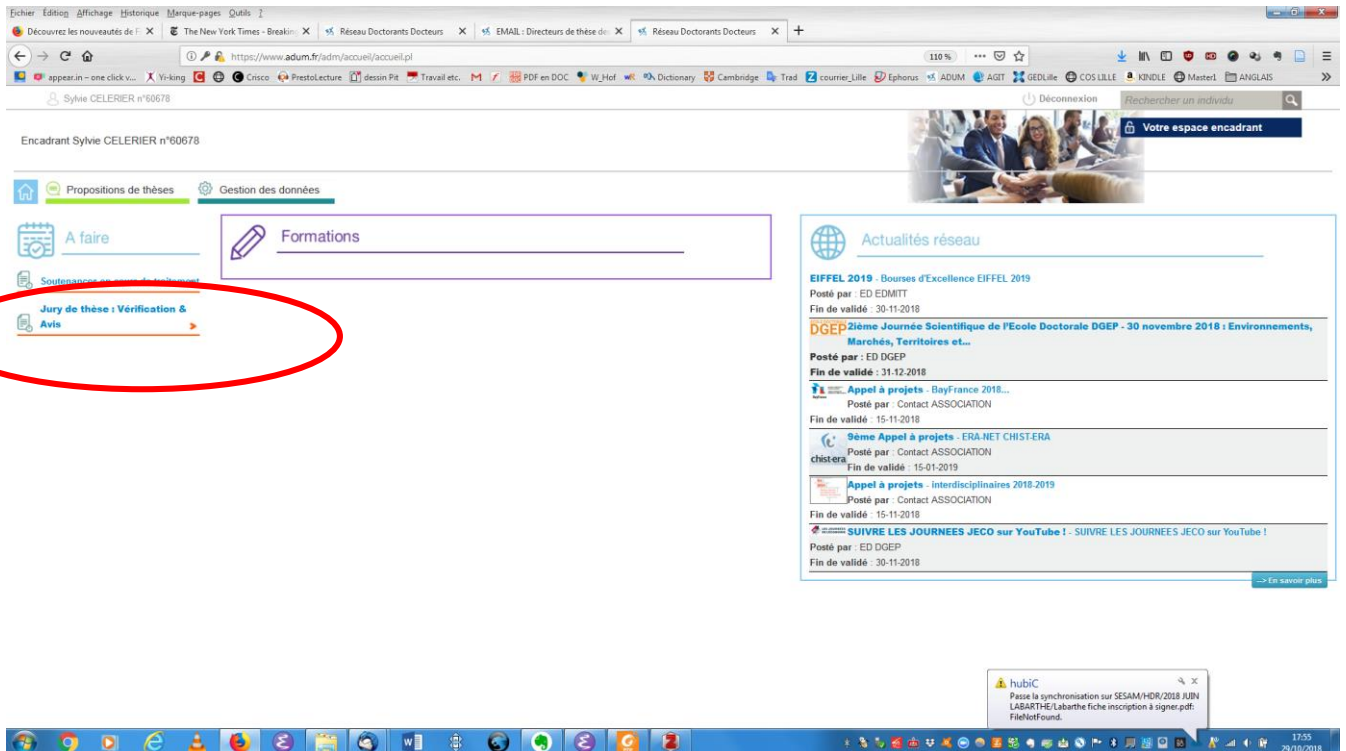 Fichier Édition Affichage Historique Marque-pages Outils ?
Découvrez les nouveautés de F
The New York Times - Breaking
Réseau Doctorants Docteurs
EMAIL : Directeurs de thèse de
Réseau Doctorants Docteurs
https://www.adum.fr/adm/accueil/accueil.pl
110 %
appear.in – one click v... Yi-king Crisco PrestoLecture dessin Pit Travail etc. PDF en DOC W_Hof Dictionary Cambridge Trad courrier_Lille Ephorus ADUM AGIT GEDLille COS LILLE KINDLE Master1 ANGLAIS
Sylvie CELERIER n°60678
Déconnexion
Rechercher un individu
Encadrant Sylvie CELERIER n°60678
Votre espace encadrant
Propositions de thèses
Gestion des données
A faire
Soutenances en cours de traitement
Jury de thèse : Vérification &
Avis
Formations
Actualités réseau
EIFFEL 2019 - Bourses d'Excellence EIFFEL 2019
Posté par : ED EDMITT
Fin de validé : 30-11-2018
DGEP 2ième Journée Scientifique de l'Ecole Doctorale DGEP - 30 novembre 2018 : Environnements,
Marchés, Territoires et...
Posté par : ED DGEP
Fin de validé : 31-12-2018
Appel à projets - BayFrance 2018...
Posté par : Contact ASSOCIATION
Fin de validé : 15-11-2018
9ème Appel à projets - ERA-NET CHIST-ERA
chist-era Posté par : Contact ASSOCIATION
Fin de validé : 15-01-2019
Appel à projets - interdisciplinaires 2018-2019
Posté par : Contact ASSOCIATION
Fin de validé : 15-11-2018
SUIVRE LES JOURNEES JECO sur YouTube ! - SUIVRE LES JOURNEES JECO sur YouTube !
Posté par : ED DGEP
Fin de validé : 30-11-2018
--> En savoir plus
hubiC
Passe la synchronisation sur SESAM/HDR/2018 JUIN
LABARTHE/Labarthe fiche inscription à signer.pdf:
FileNotFound.
17:55
29/10/2018